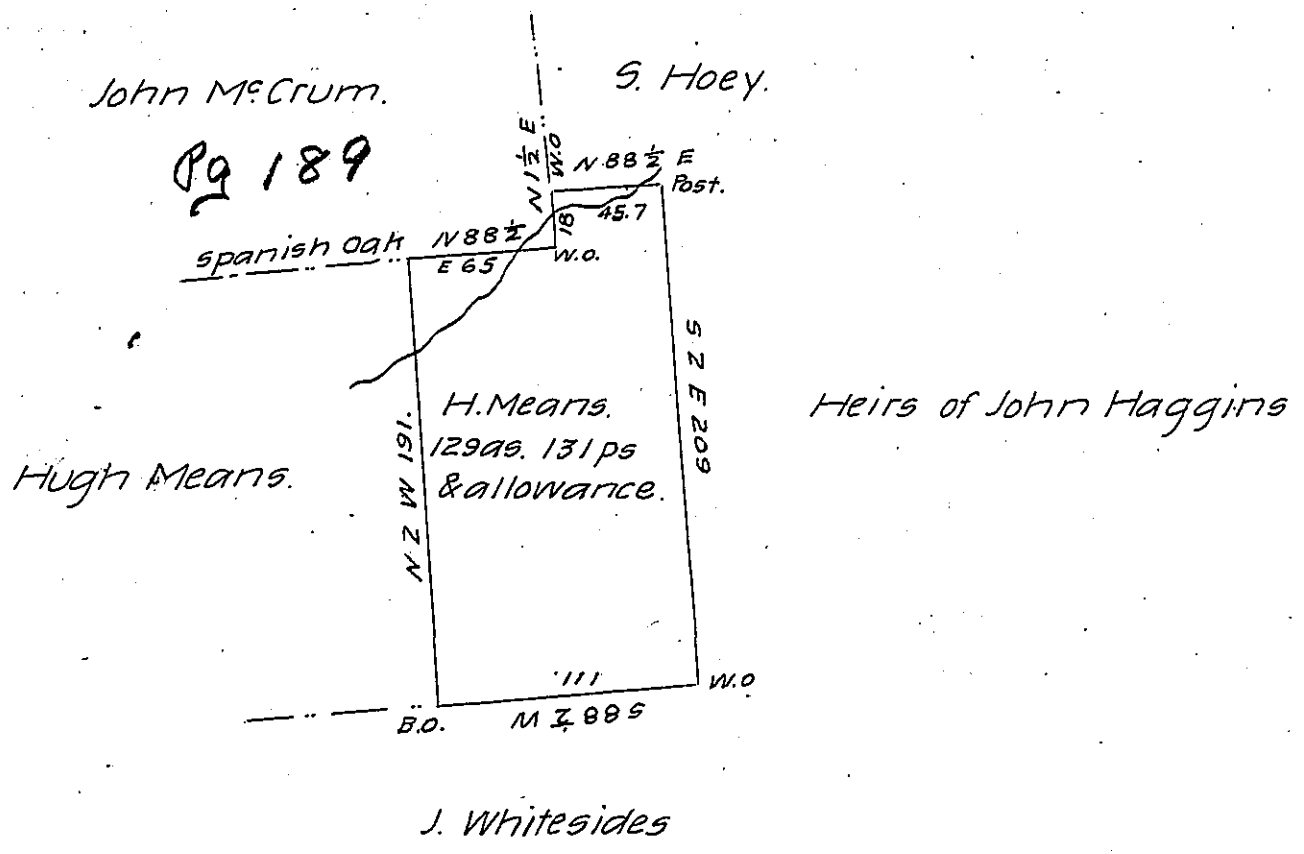 John McCrum.
S. Hoey.
Pg 189
N 1 1/2 E
W.O
N 88 1/2 E
Post.
45.7
18
Spanish Oak
N 88 1/2
E 65
W.O.
S 2 E 209
H. Means.
129as. 131ps
& allowance.
Heirs of John Haggins
Hugh Means.
N 2 W 191.
111.
W.O
B.O.
S 88 1/2 W
J. Whitesides